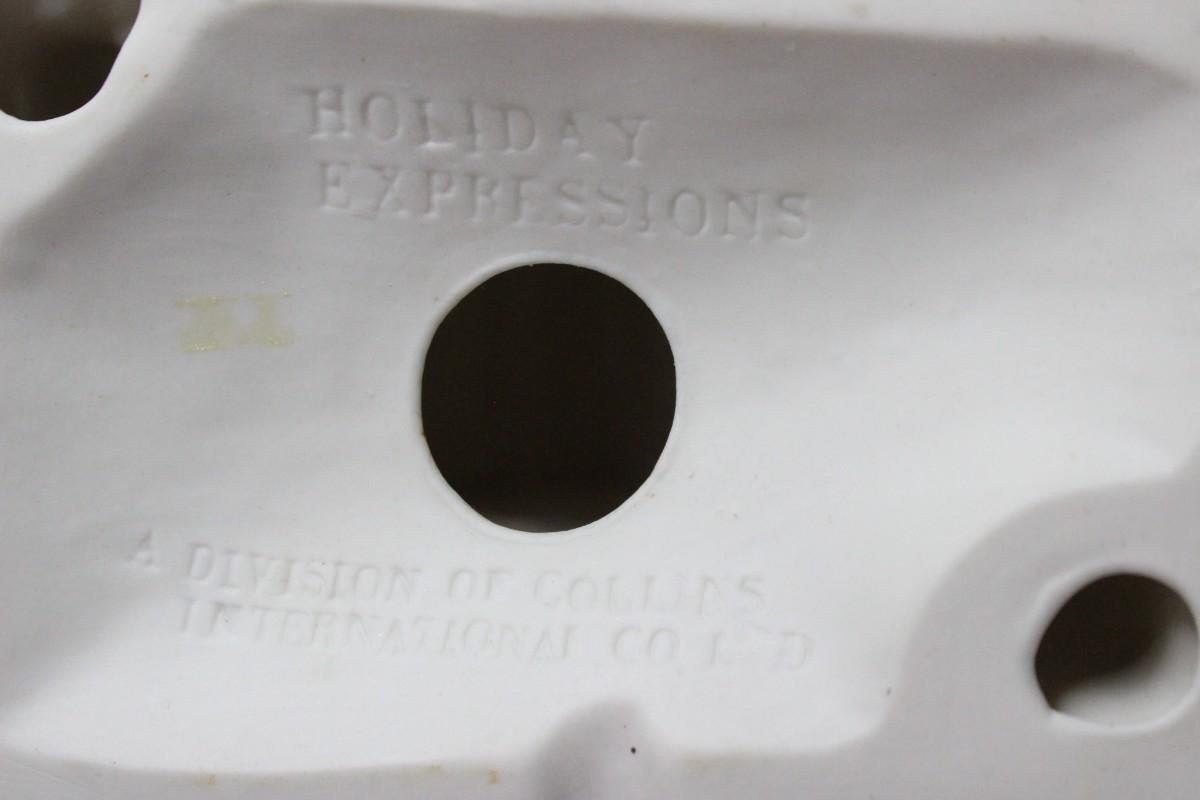 HOLIDAY
EXPRESSIONS
A DIVISION OF COLLINS
INTERNATIONAL CO LTD